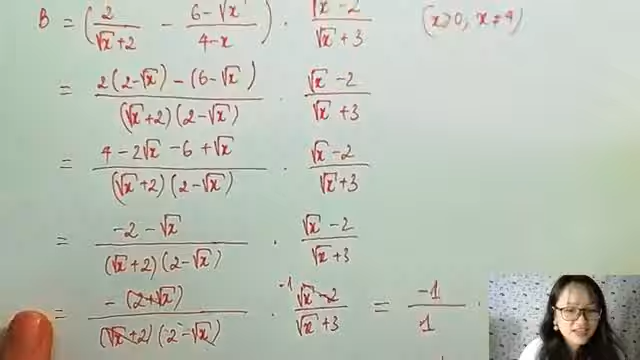 B = (2/(√x+2) − (6−√x)/(4−x)) · (√x−2)/(√x+3) (x≥0, x≠4)
= (2(2−√x) − (6−√x))/((√x+2)(2−√x)) · (√x−2)/(√x+3)
= (4−2√x−6+√x)/((√x+2)(2−√x)) · (√x−2)/(√x+3)
= (−2−√x)/((√x+2)(2−√x)) · (√x−2)/(√x+3)
= (−(2+√x))/((√x+2)(2−√x)) · −1 (√x−2)/(√x+3) = −1/1 ·